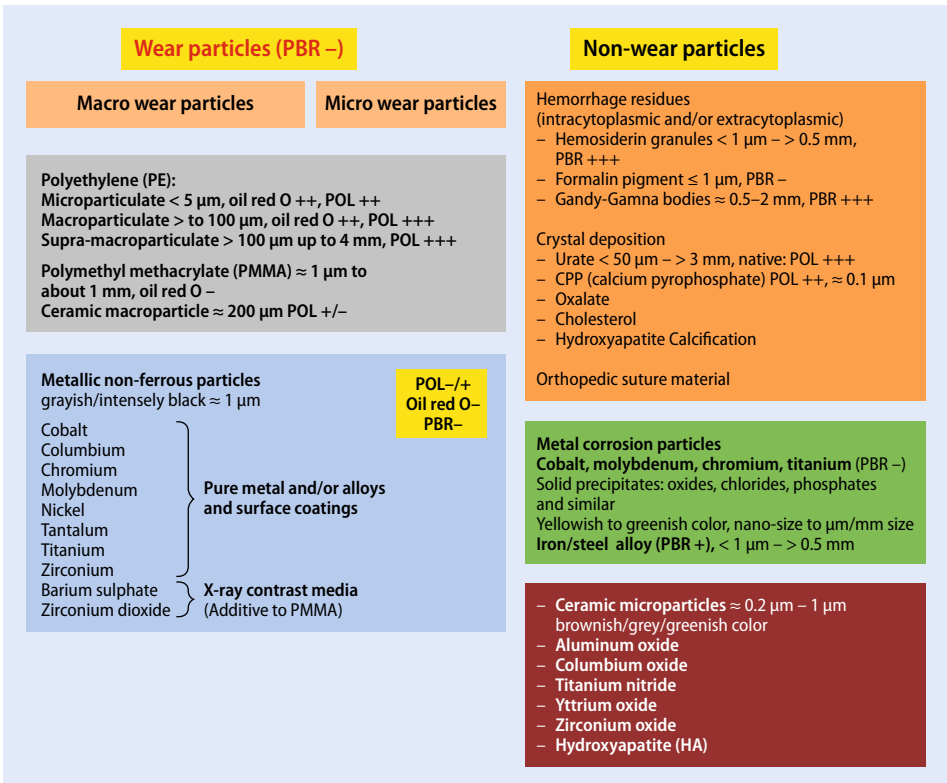 Wear particles (PBR –)
Macro wear particles
Micro wear particles
Polyethylene (PE):
Microparticulate < 5 µm, oil red O ++, POL ++
Macroparticulate > to 100 µm, oil red O ++, POL +++
Supra-macroparticulate > 100 µm up to 4 mm, POL +++
Polymethyl methacrylate (PMMA) ≈ 1 µm to
about 1 mm, oil red O –
Ceramic macroparticle ≈ 200 µm POL +/–
Metallic non-ferrous particles
grayish/intensely black ≈ 1 µm
POL–/+
Oil red O–
PBR–
Cobalt
Columbium
Chromium
Molybdenum
Nickel
Tantalum
Titanium
Zirconium
Pure metal and/or alloys
and surface coatings
Barium sulphate
Zirconium dioxide
X-ray contrast media
(Additive to PMMA)
Non-wear particles
Hemorrhage residues
(intracytoplasmic and/or extracytoplasmic)
– Hemosiderin granules < 1 µm – > 0.5 mm,
PBR +++
– Formalin pigment ≤ 1 µm, PBR –
– Gandy-Gamna bodies ≈ 0.5–2 mm, PBR +++
Crystal deposition
– Urate < 50 µm – > 3 mm, native: POL +++
– CPP (calcium pyrophosphate) POL ++, ≈ 0.1 µm
– Oxalate
– Cholesterol
– Hydroxyapatite Calcification
Orthopedic suture material
Metal corrosion particles
Cobalt, molybdenum, chromium, titanium (PBR –)
Solid precipitates: oxides, chlorides, phosphates
and similar
Yellowish to greenish color, nano-size to µm/mm size
Iron/steel alloy (PBR +), < 1 µm – > 0.5 mm
– Ceramic microparticles ≈ 0.2 µm – 1 µm
brownish/grey/greenish color
– Aluminum oxide
– Columbium oxide
– Titanium nitride
– Yttrium oxide
– Zirconium oxide
– Hydroxyapatite (HA)